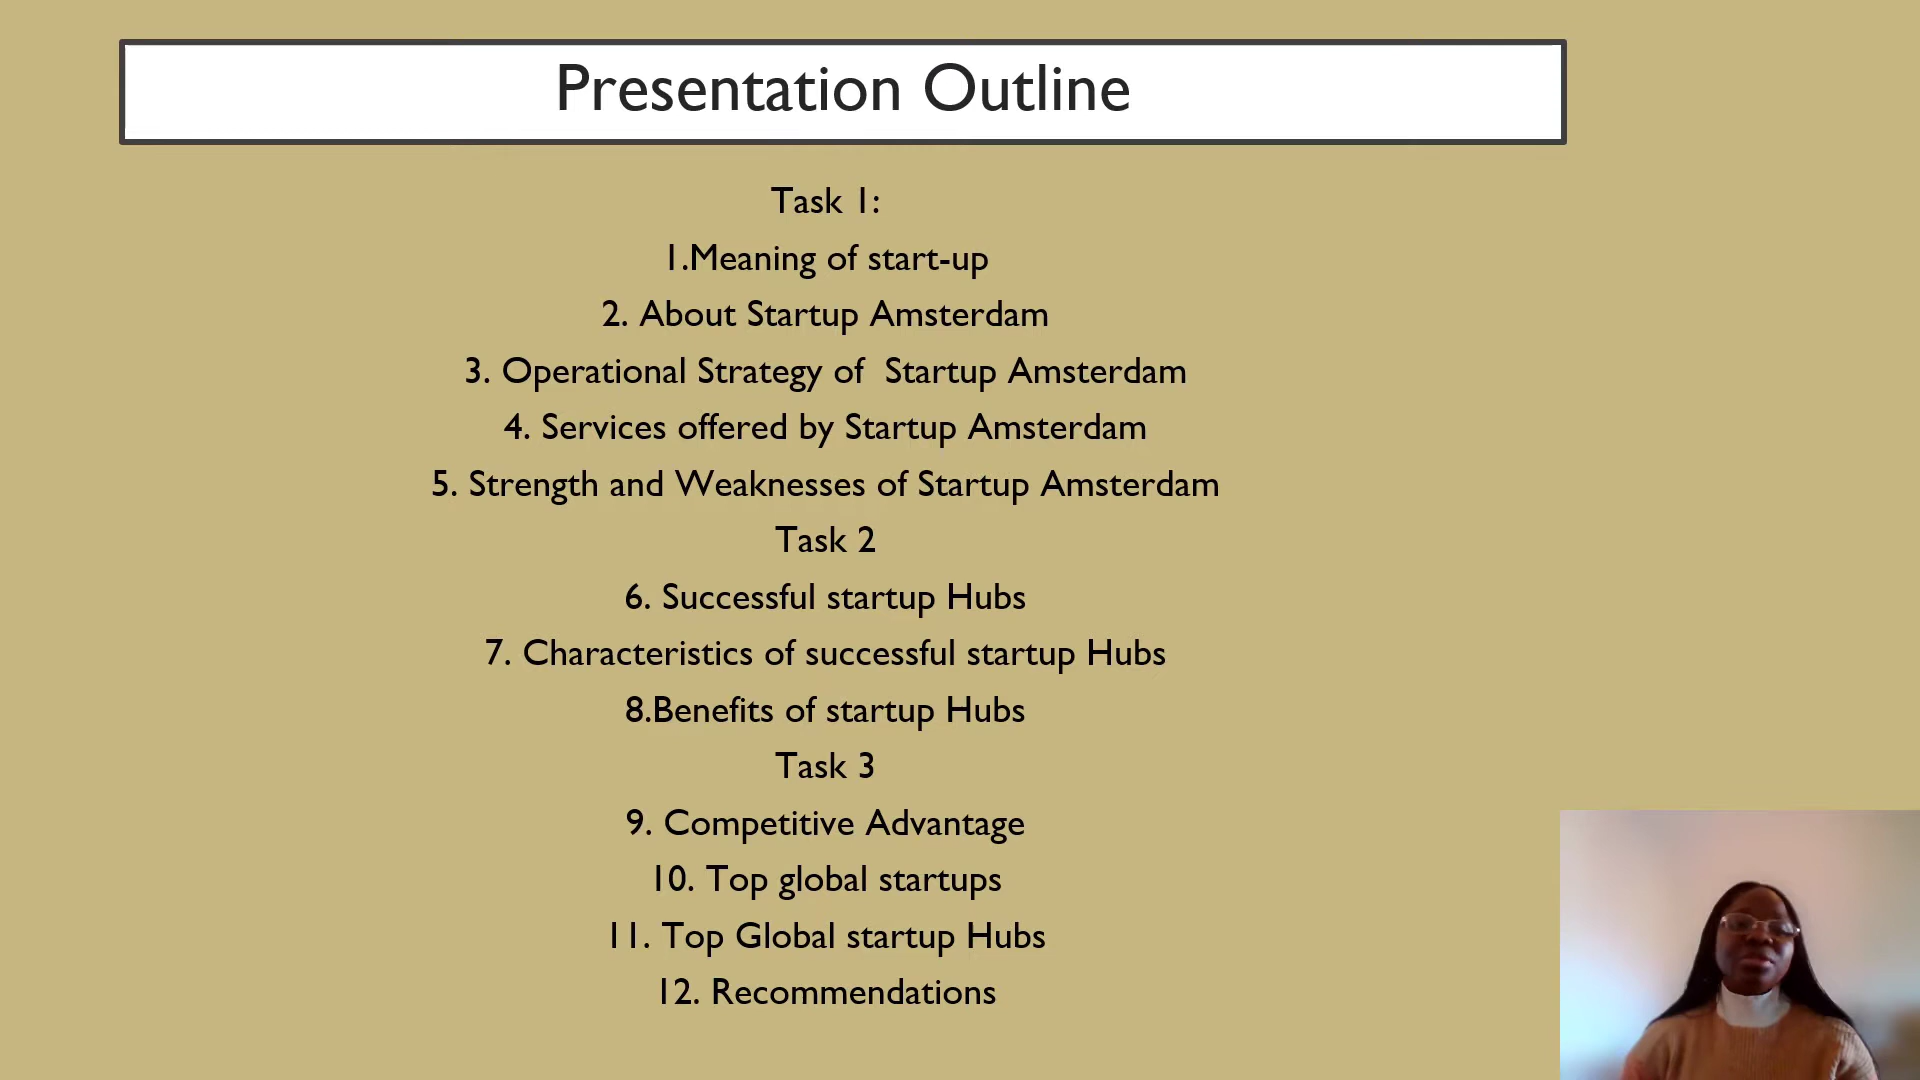 Presentation Outline
Task 1:
1.Meaning of start-up
2. About Startup Amsterdam
3. Operational Strategy of  Startup Amsterdam
4. Services offered by Startup Amsterdam
5. Strength and Weaknesses of Startup Amsterdam
Task 2
6. Successful startup Hubs
7. Characteristics of successful startup Hubs
8.Benefits of startup Hubs
Task 3
9. Competitive Advantage
10. Top global startups
11. Top Global startup Hubs
12. Recommendations